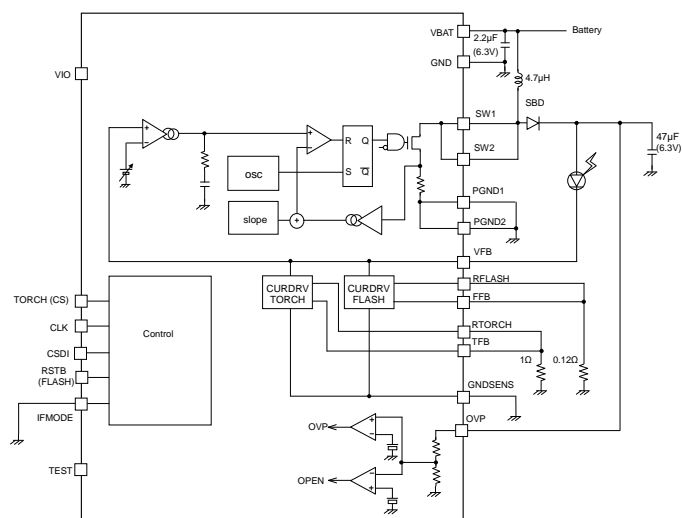 VBAT
2.2μF
(6.3V)
Battery
GND
VIO
4.7μH
SBD
SW1
47μF
(6.3V)
+
−
+
−
R
Q
S
Q̅
osc
SW2
slope
+
PGND1
PGND2
VFB
CURDRV
TORCH
CURDRV
FLASH
RFLASH
FFB
TORCH (CS)
CLK
Control
RTORCH
CSDI
TFB
1Ω
0.12Ω
RSTB
(FLASH)
GNDSENS
IFMODE
OVP
OVP
+
−
TEST
OPEN
−
+